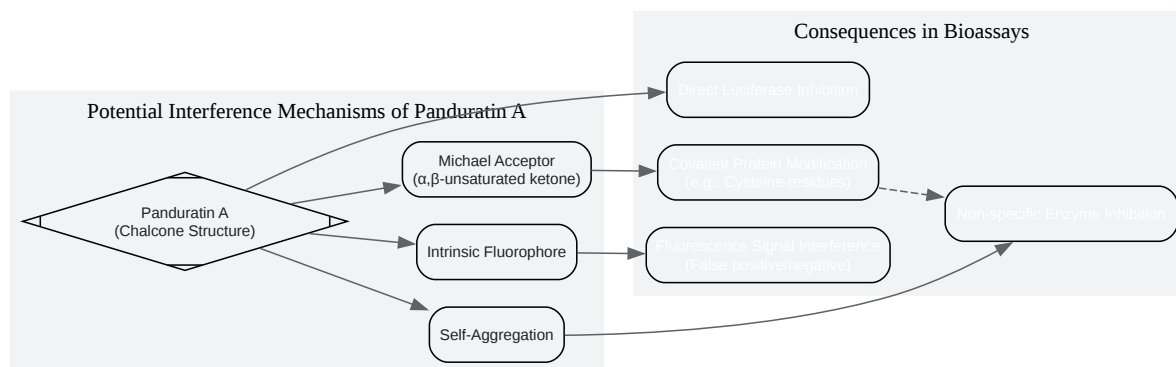 Consequences in Bioassays
Direct Luciferase Inhibition
Potential Interference Mechanisms of Panduratin A
Michael Acceptor
(α,β-unsaturated ketone)
Covalent Protein Modification
(e.g., Cysteine residues)
Panduratin A
(Chalcone Structure)
Non-specific Enzyme Inhibition
Intrinsic Fluorophore
Fluorescence Signal Interference
(False positive/negative)
Self-Aggregation